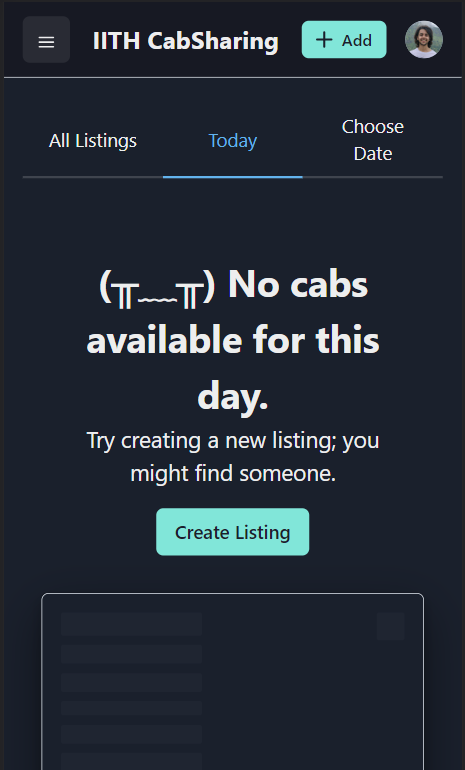 IITH CabSharing
+ Add
All Listings
Today
Choose
Date
(╥﹏╥) No cabs
available for this
day.
Try creating a new listing; you
might find someone.
Create Listing